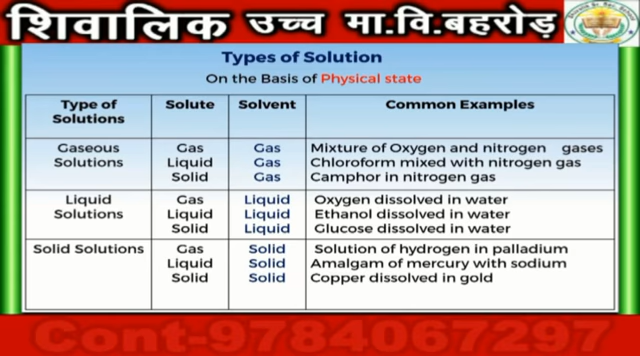 शिवालिक उच्च मा.वि.बहरोड़
Types of Solution
On the Basis of Physical state
Type of Solutions Solute Solvent Common Examples
Gaseous Solutions Gas Gas Mixture of Oxygen and nitrogen gases
Liquid Gas Chloroform mixed with nitrogen gas
Solid Gas Camphor in nitrogen gas
Liquid Solutions Gas Liquid Oxygen dissolved in water
Liquid Liquid Ethanol dissolved in water
Solid Liquid Glucose dissolved in water
Solid Solutions Gas Solid Solution of hydrogen in palladium
Liquid Solid Amalgam of mercury with sodium
Solid Solid Copper dissolved in gold
Cont-9784067297